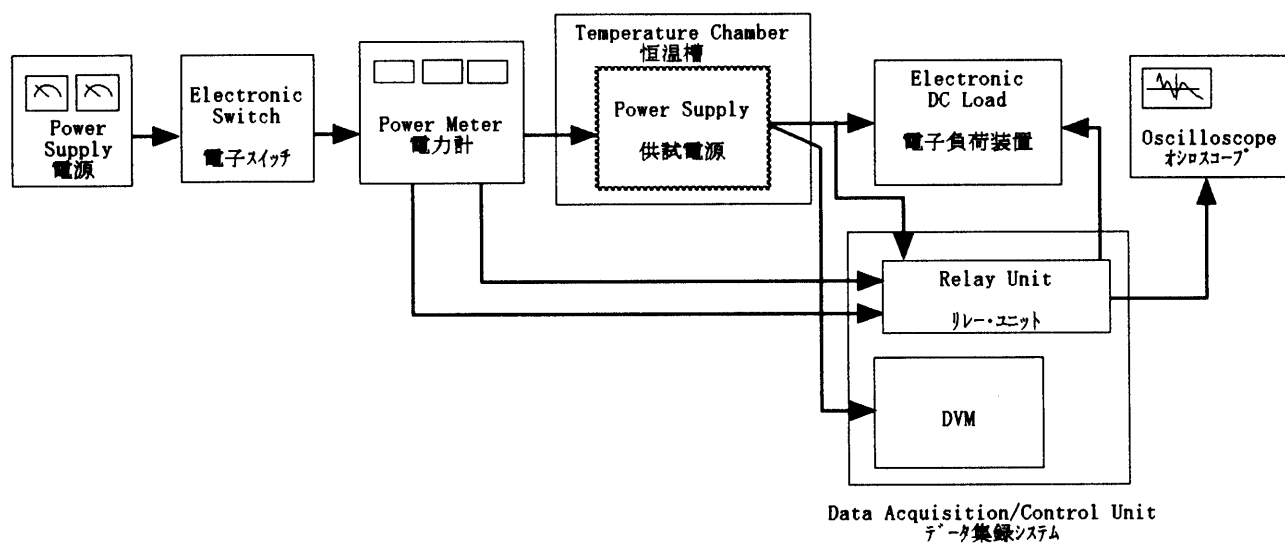 Power
Supply
電源
Electronic
Switch
電子スイッチ
Power Meter
電力計
Temperature Chamber
恒温槽
Power Supply
供試電源
Electronic
DC Load
電子負荷装置
Oscilloscope
オシロスコープ
Relay Unit
リレー・ユニット
DVM
Data Acquisition/Control Unit
データ集録システム